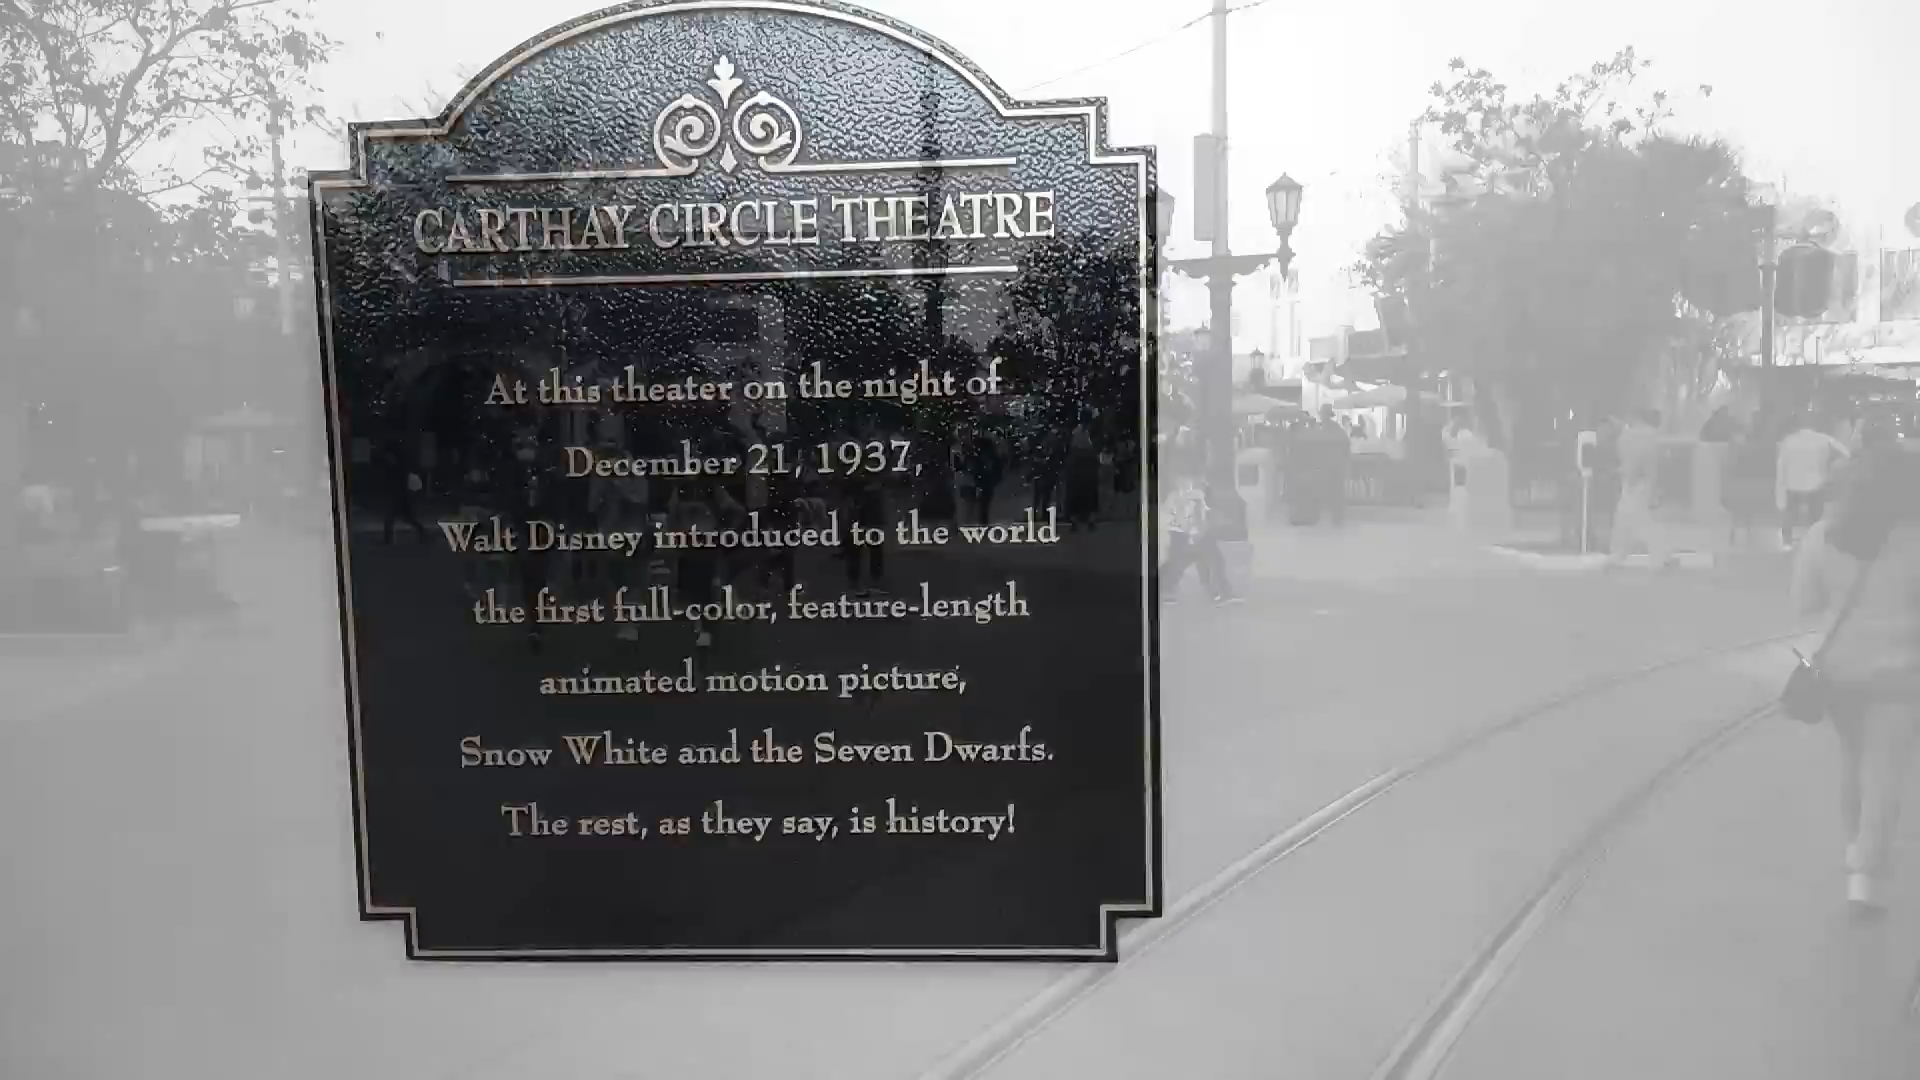 CARTHAY CIRCLE THEATRE
At this theater on the night of
December 21, 1937,
Walt Disney introduced to the world
the first full-color, feature-length
animated motion picture,
Snow White and the Seven Dwarfs.
The rest, as they say, is history!